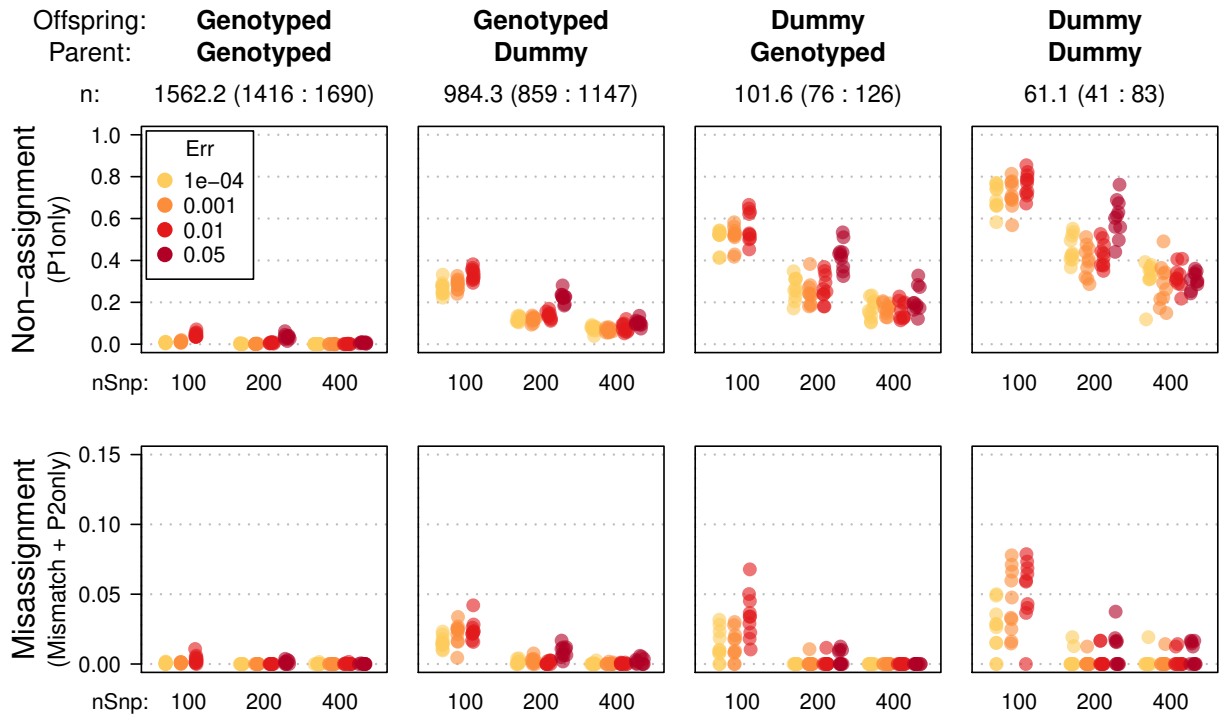 Offspring: Genotyped Genotyped Dummy Dummy
Parent: Genotyped Dummy Genotyped Dummy
n: 1562.2 (1416 : 1690) 984.3 (859 : 1147) 101.6 (76 : 126) 61.1 (41 : 83)
Non−assignment
(P1only)
1.0
0.8
0.6
0.4
0.2
0.0
Err
1e−04
0.001
0.01
0.05
nSnp: 100 200 400 100 200 400 100 200 400 100 200 400
Misassignment
(Mismatch + P2only)
0.15
0.10
0.05
0.00
nSnp: 100 200 400 100 200 400 100 200 400 100 200 400